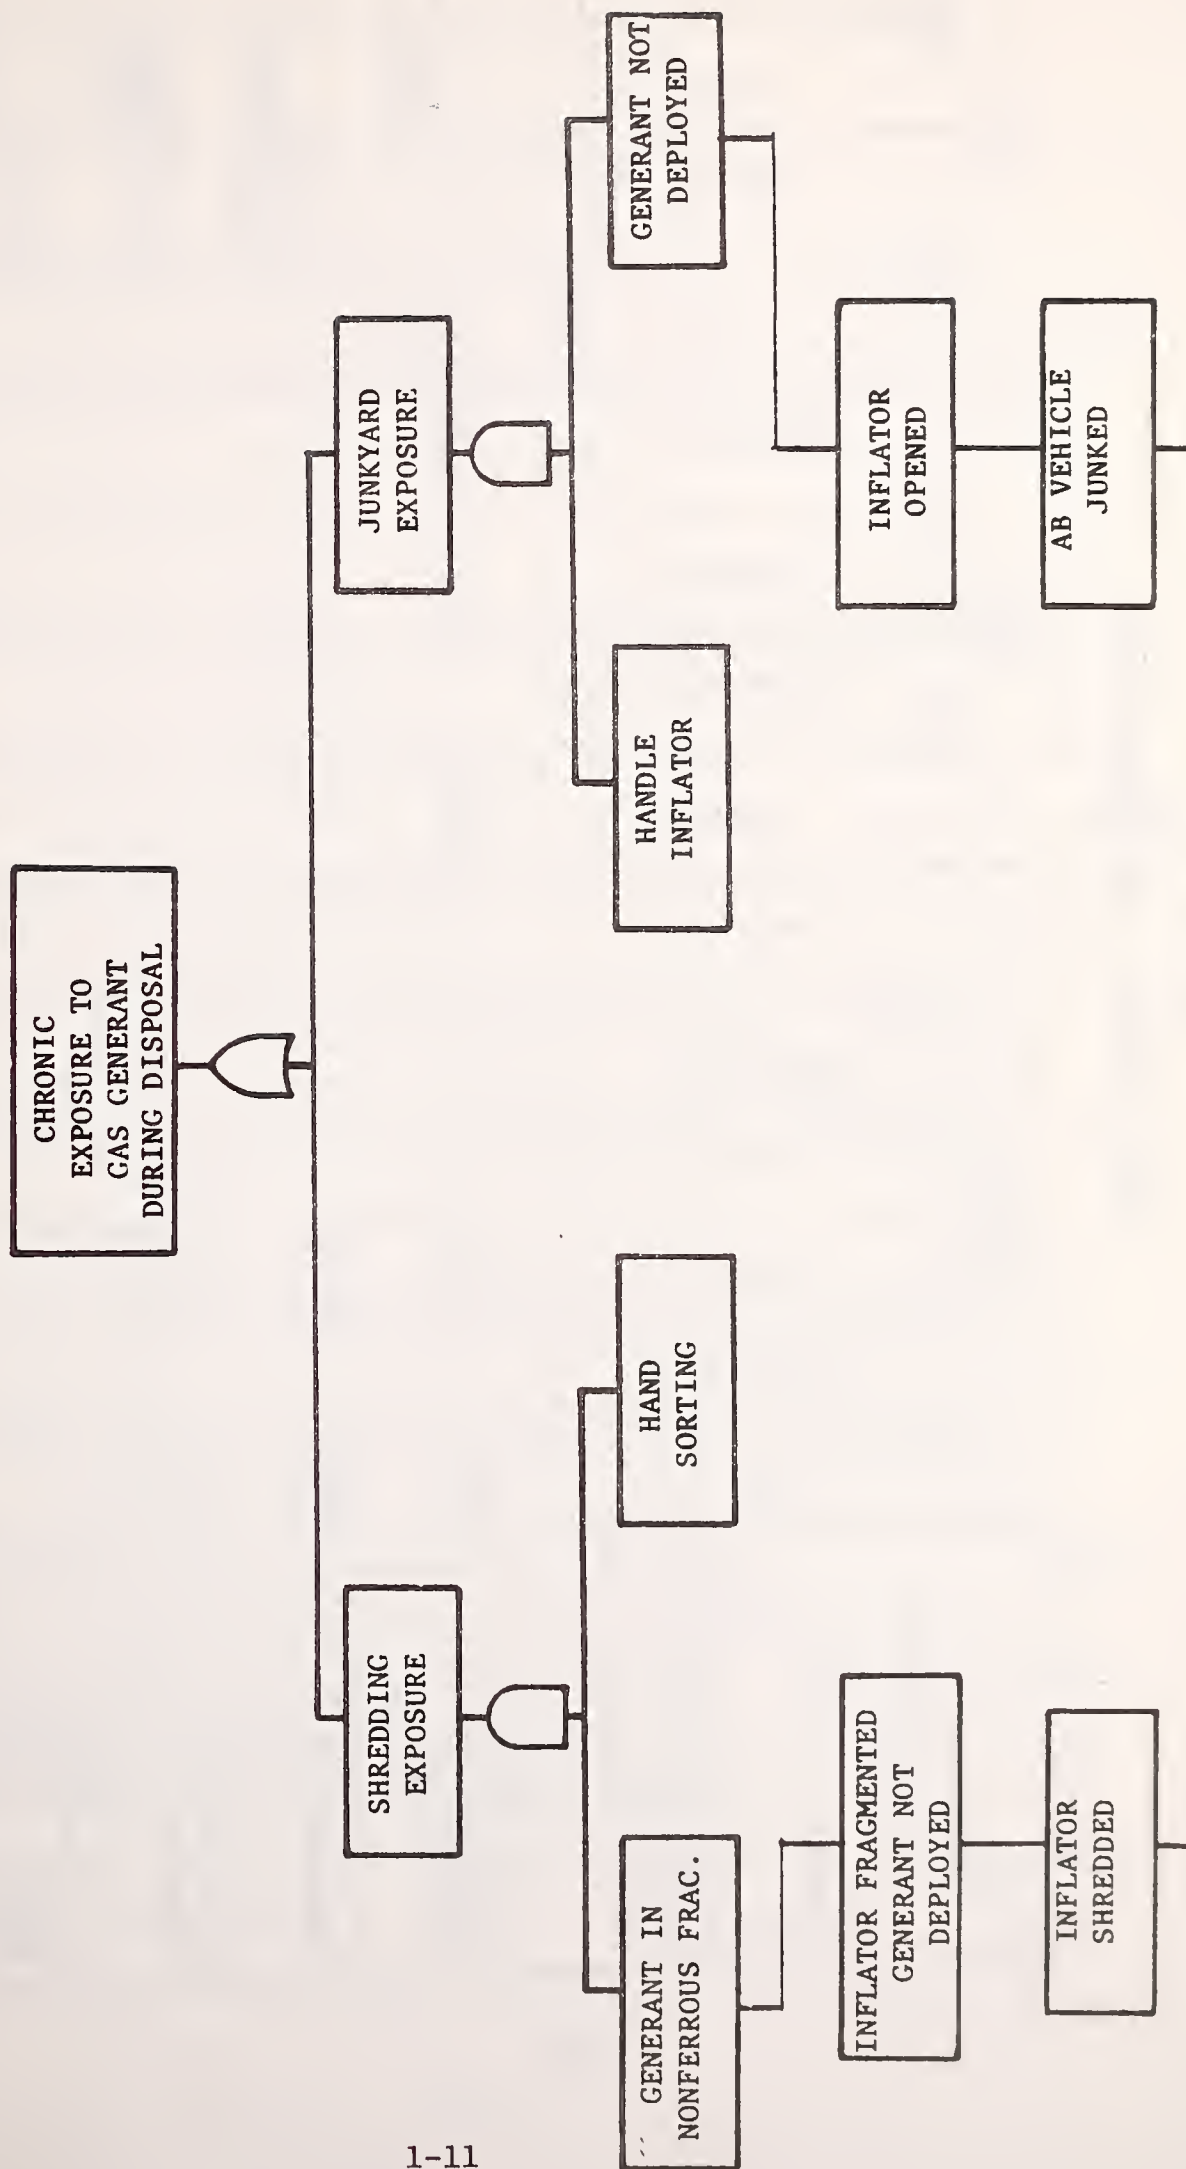 CHRONIC
EXPOSURE TO
GAS GENERANT
DURING DISPOSAL
SHREDDING
EXPOSURE
JUNKYARD
EXPOSURE
GENERANT IN
NONFERROUS FRAC.
HAND
SORTING
HANDLE
INFLATOR
GENERANT NOT
DEPLOYED
INFLATOR FRAGMENTED
GENERANT NOT
DEPLOYED
INFLATOR
OPENED
INFLATOR
SHREDDED
AB VEHICLE
JUNKED
1-11